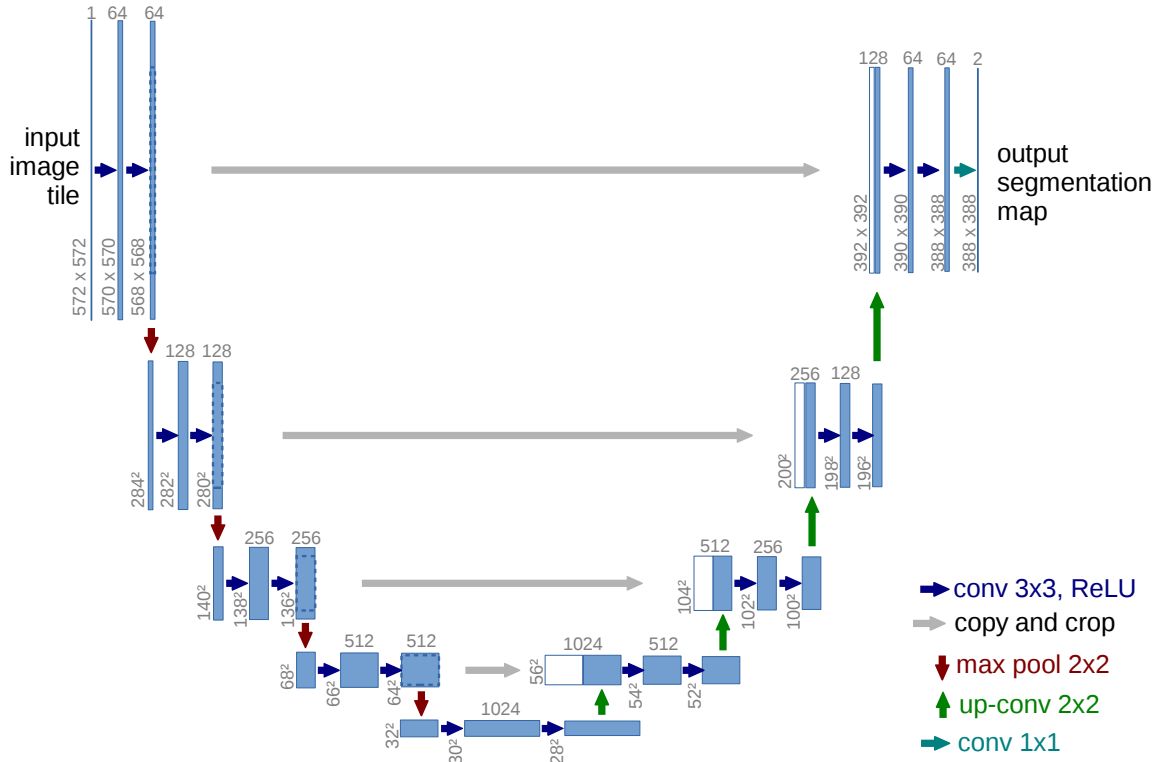 1 64 64
input
image
tile
572 x 572
570 x 570
568 x 568
128 64 64 2
output
segmentation
map
392 x 392
390 x 390
388 x 388
388 x 388
128 128
284²
282²
280²
256 128
200²
198²
196²
256 256
140²
138²
136²
512 256
104²
102²
100²
512 512
68²
66²
64²
1024 512
56²
54²
52²
1024
32²
30²
28²
conv 3x3, ReLU
copy and crop
max pool 2x2
up-conv 2x2
conv 1x1